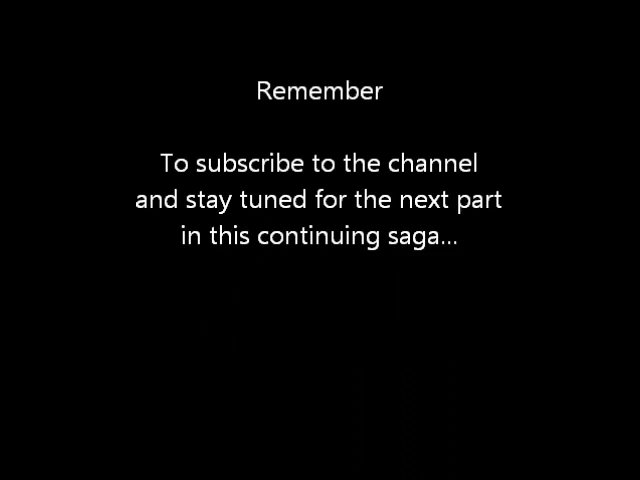 Remember
To subscribe to the channel
and stay tuned for the next part
in this continuing saga...